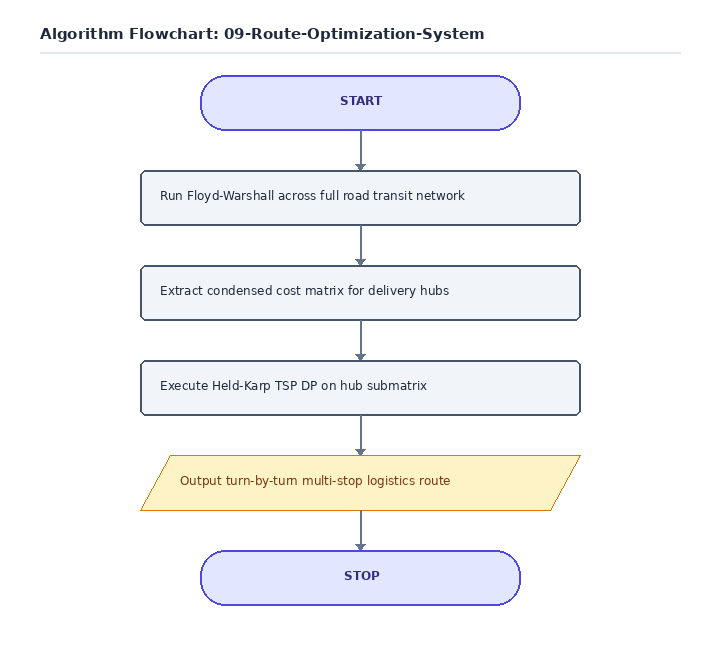 Algorithm Flowchart: 09-Route-Optimization-System
START
Run Floyd-Warshall across full road transit network
Extract condensed cost matrix for delivery hubs
Execute Held-Karp TSP DP on hub submatrix
Output turn-by-turn multi-stop logistics route
STOP